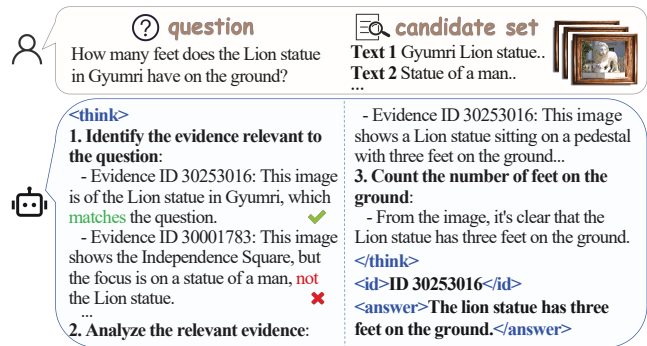 question
How many feet does the Lion statue
in Gyumri have on the ground?
candidate set
Text 1 Gyumri Lion statue..
Text 2 Statue of a man..
...
<think>
1. Identify the evidence relevant to
the question:
- Evidence ID 30253016: This image
is of the Lion statue in Gyumri, which
matches the question.
- Evidence ID 30001783: This image
shows the Independence Square, but
the focus is on a statue of a man, not
the Lion statue.
...
2. Analyze the relevant evidence:
- Evidence ID 30253016: This image
shows a Lion statue sitting on a pedestal
with three feet on the ground...
3. Count the number of feet on the
ground:
- From the image, it's clear that the
Lion statue has three feet on the ground.
</think>
<id>ID 30253016</id>
<answer>The lion statue has three
feet on the ground.</answer>